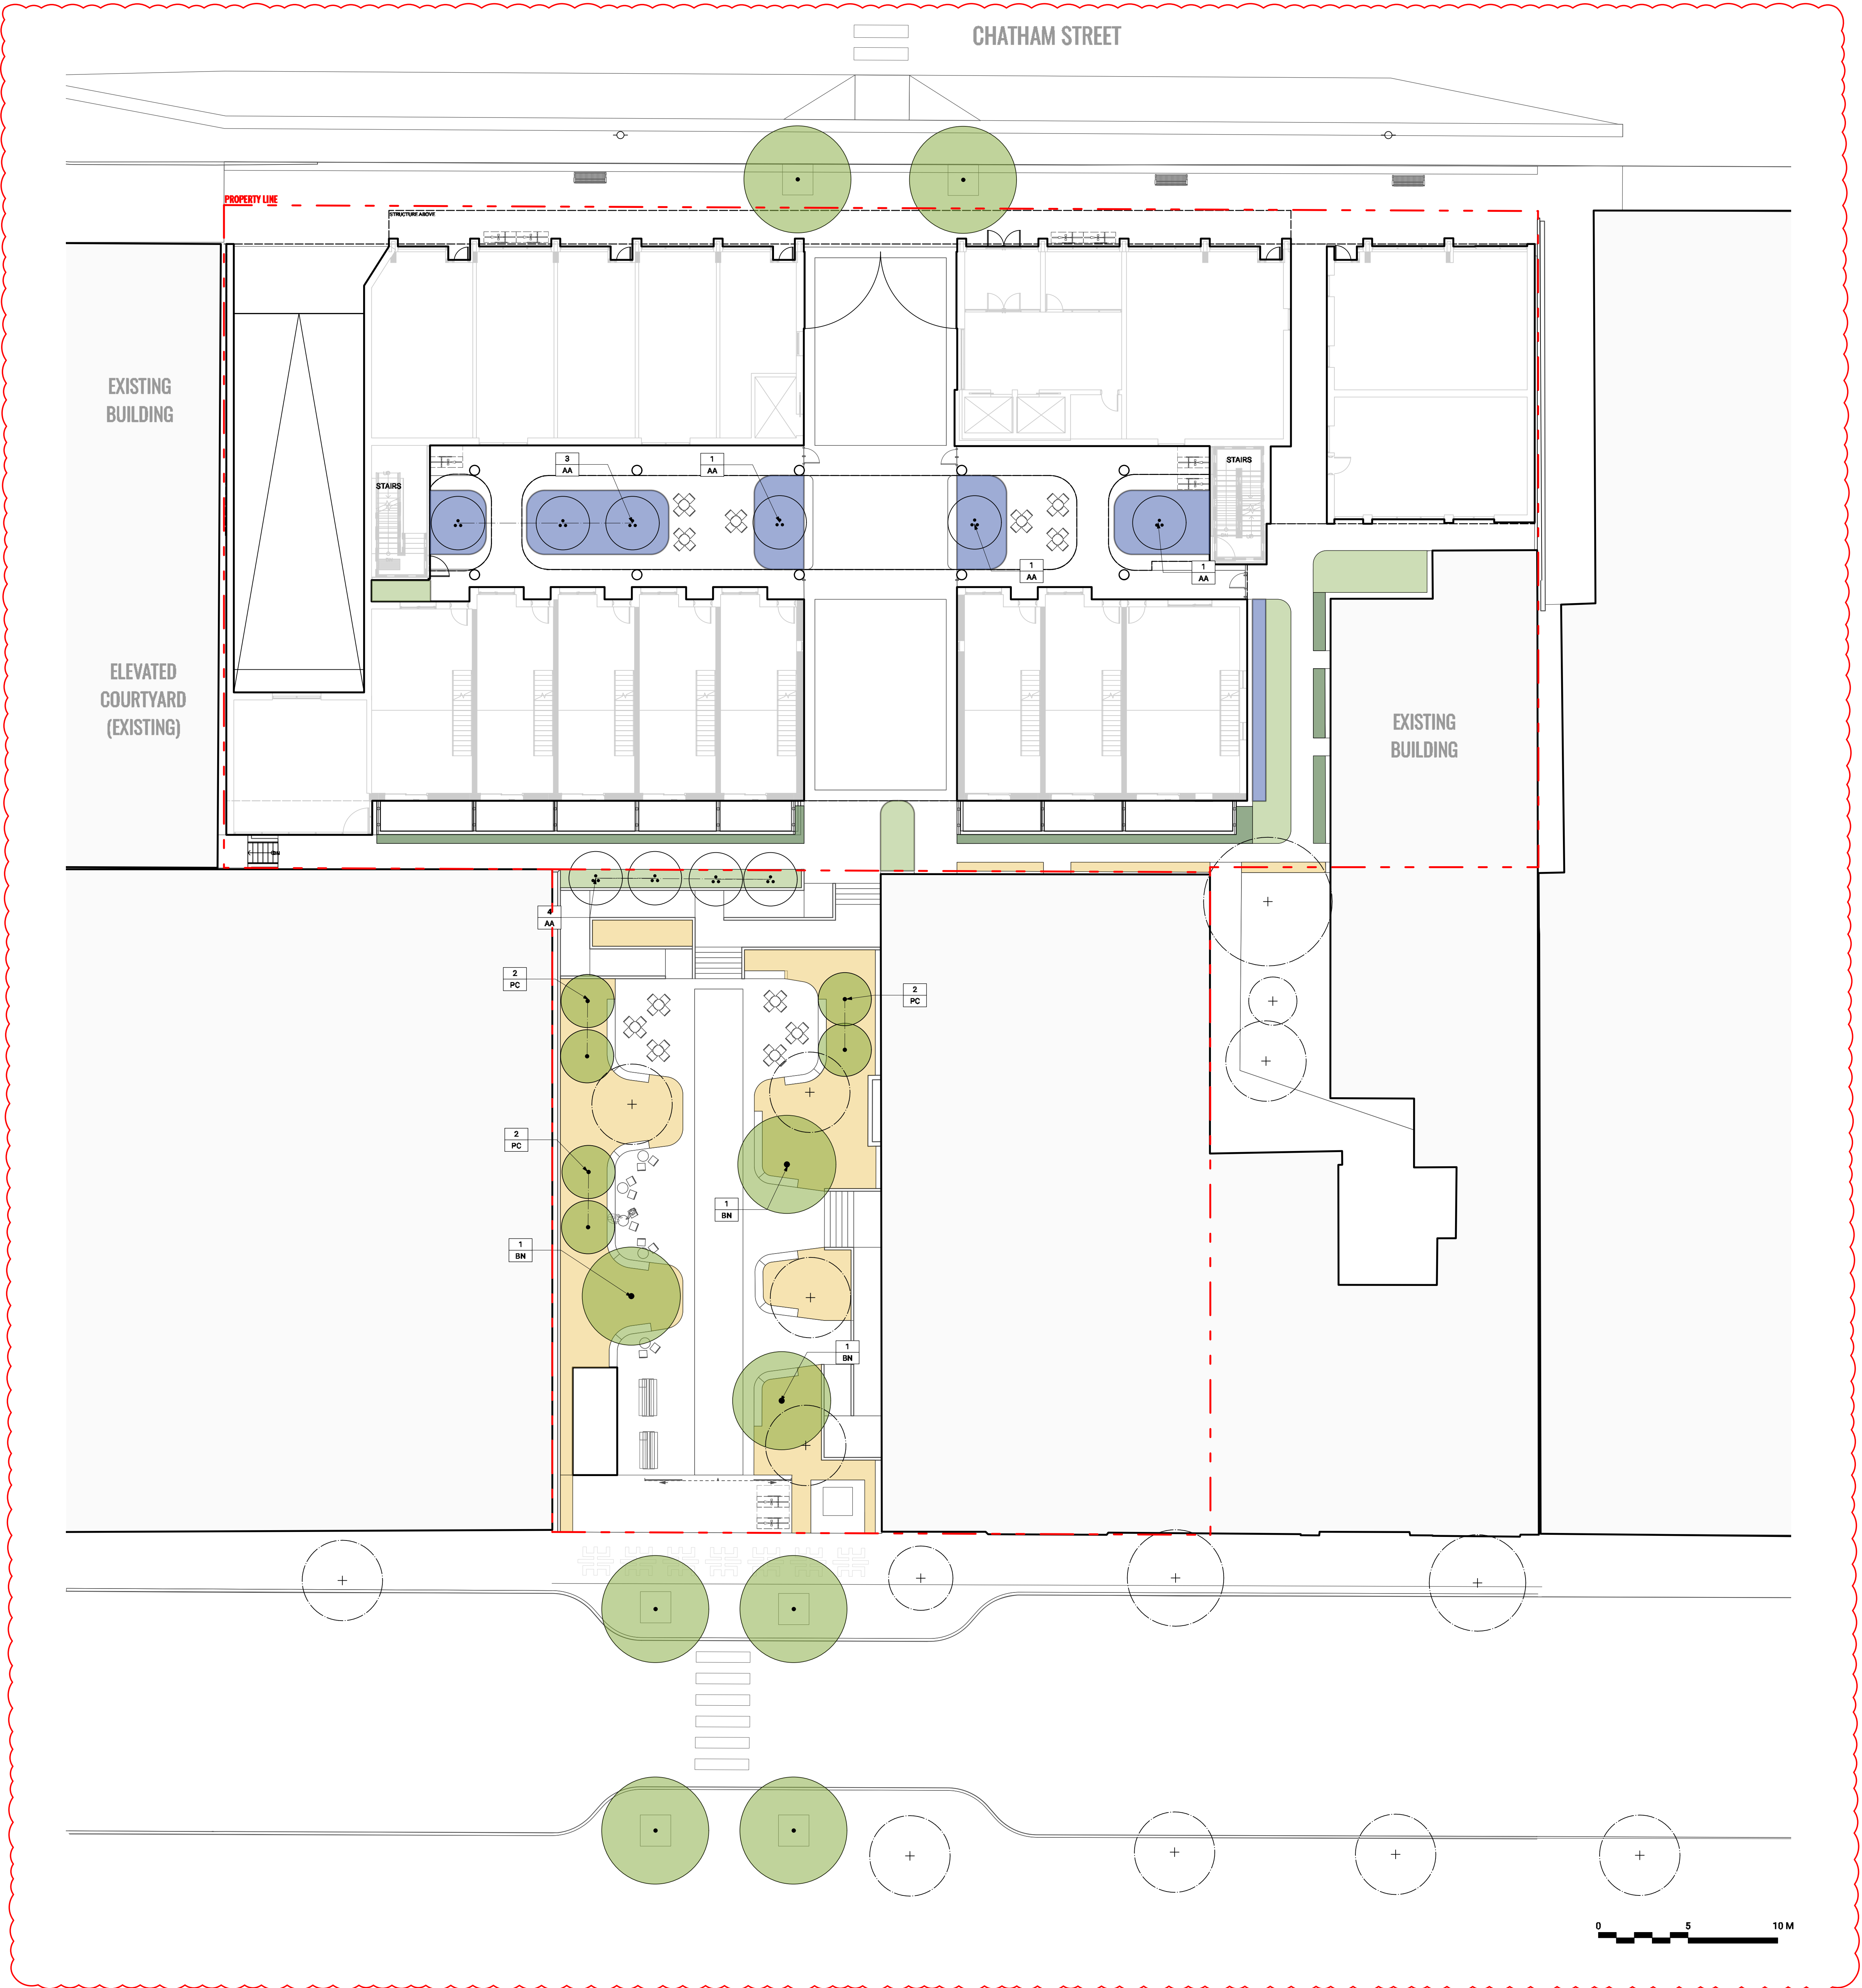 CHATHAM STREET
PROPERTY LINE
STRUCTURE ABOVE
EXISTING
BUILDING
3
AA
1
AA
STAIRS
STAIRS
1
AA
1
AA
ELEVATED
COURTYARD
(EXISTING)
EXISTING
BUILDING
4
AA
2
PC
2
PC
2
PC
1
BN
1
BN
1
BN
0 5 10 M